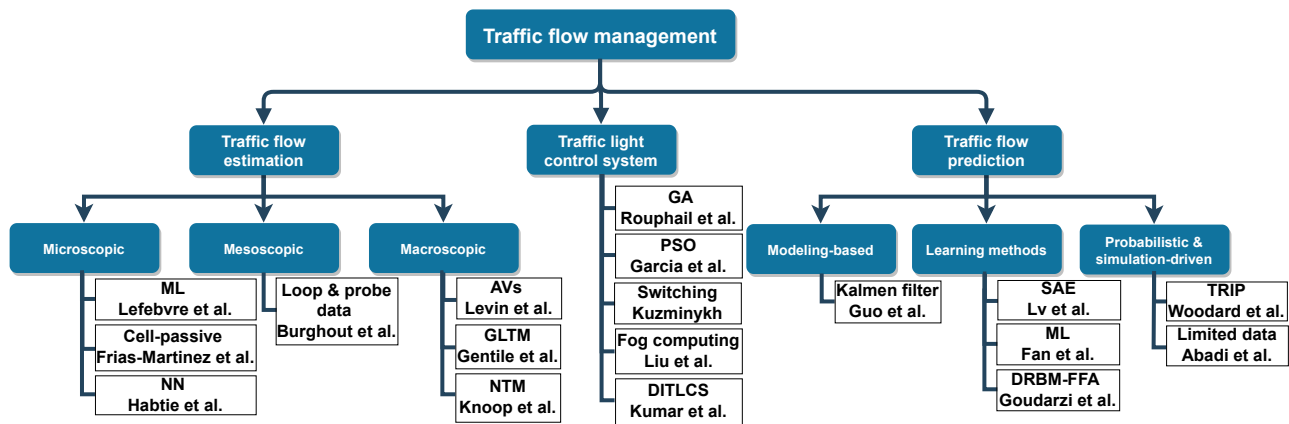 Traffic flow management
Traffic flow
estimation
Traffic light
control system
Traffic flow
prediction
Microscopic
Mesoscopic
Macroscopic
Modeling-based
Learning methods
Probabilistic &
simulation-driven
ML
Lefebvre et al.
Cell-passive
Frias-Martinez et al.
NN
Habtie et al.
Loop & probe
data
Burghout et al.
AVs
Levin et al.
GLTM
Gentile et al.
NTM
Knoop et al.
GA
Rouphail et al.
PSO
Garcia et al.
Switching
Kuzminykh
Fog computing
Liu et al.
DITLCS
Kumar et al.
Kalmen filter
Guo et al.
SAE
Lv et al.
ML
Fan et al.
DRBM-FFA
Goudarzi et al.
TRIP
Woodard et al.
Limited data
Abadi et al.